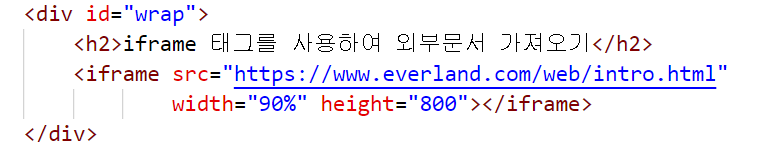 <div id="wrap">
<h2>iframe 태그를 사용하여 외부문서 가져오기</h2>
<iframe src="https://www.everland.com/web/intro.html"
width="90%" height="800"></iframe>
</div>